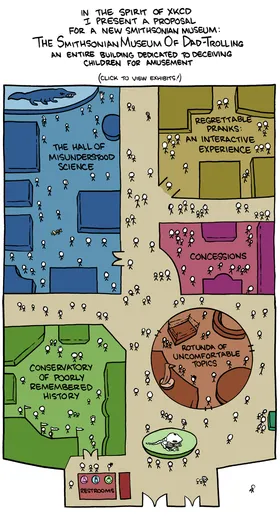 IN THE SPIRIT OF XKCD
I PRESENT A PROPOSAL
FOR A NEW SMITHSONIAN MUSEUM:
THE SMITHSONIAN MUSEUM OF DAD-TROLLING
AN ENTIRE BUILDING DEDICATED TO DECEIVING
CHILDREN FOR AMUSEMENT
(CLICK TO VIEW EXHIBITS!)
THE HALL OF
MISUNDERSTOOD
SCIENCE
REGRETTABLE
PRANKS:
AN INTERACTIVE
EXPERIENCE
CONCESSIONS
ROTUNDA OF
UNCOMFORTABLE
TOPICS
CONSERVATORY
OF POORLY
REMEMBERED
HISTORY
RESTROOMS